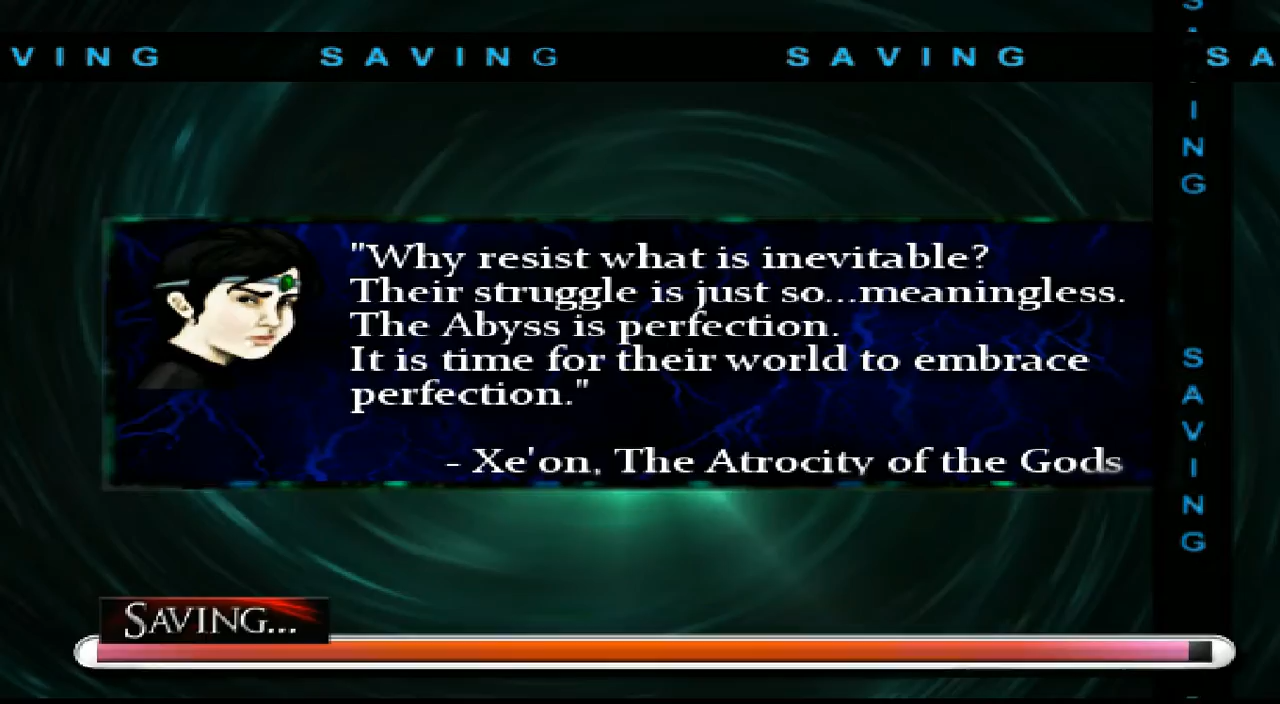 VING SAVING SAVING SA
S
ING
"Why resist what is inevitable?
Their struggle is just so...meaningless.
The Abyss is perfection.
It is time for their world to embrace
perfection."
- Xe'on, The Atrocity of the Gods
SAVING
SAVING...